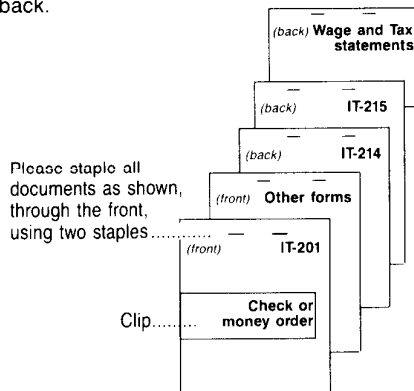 back.
(back) Wage and Tax
statements
(back) IT-215
(back) IT-214
Please staple all
documents as shown,
through the front,
using two staples............
(front) Other forms
(front) IT-201
Check or
money order
Clip.........